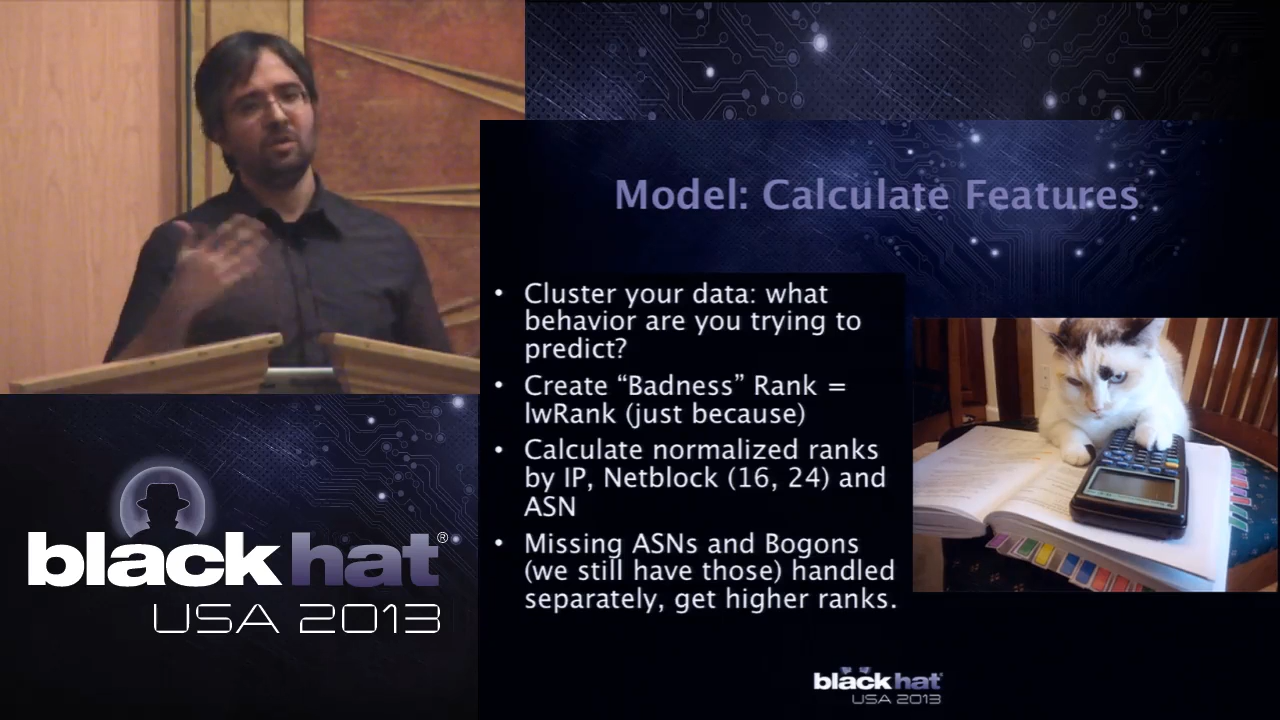 Model: Calculate Features
• Cluster your data: what
behavior are you trying to
predict?
• Create “Badness” Rank =
lwRank (just because)
• Calculate normalized ranks
by IP, Netblock (16, 24) and
ASN
• Missing ASNs and Bogons
(we still have those) handled
separately, get higher ranks.
black hat®
USA 2013
black hat
USA 2013